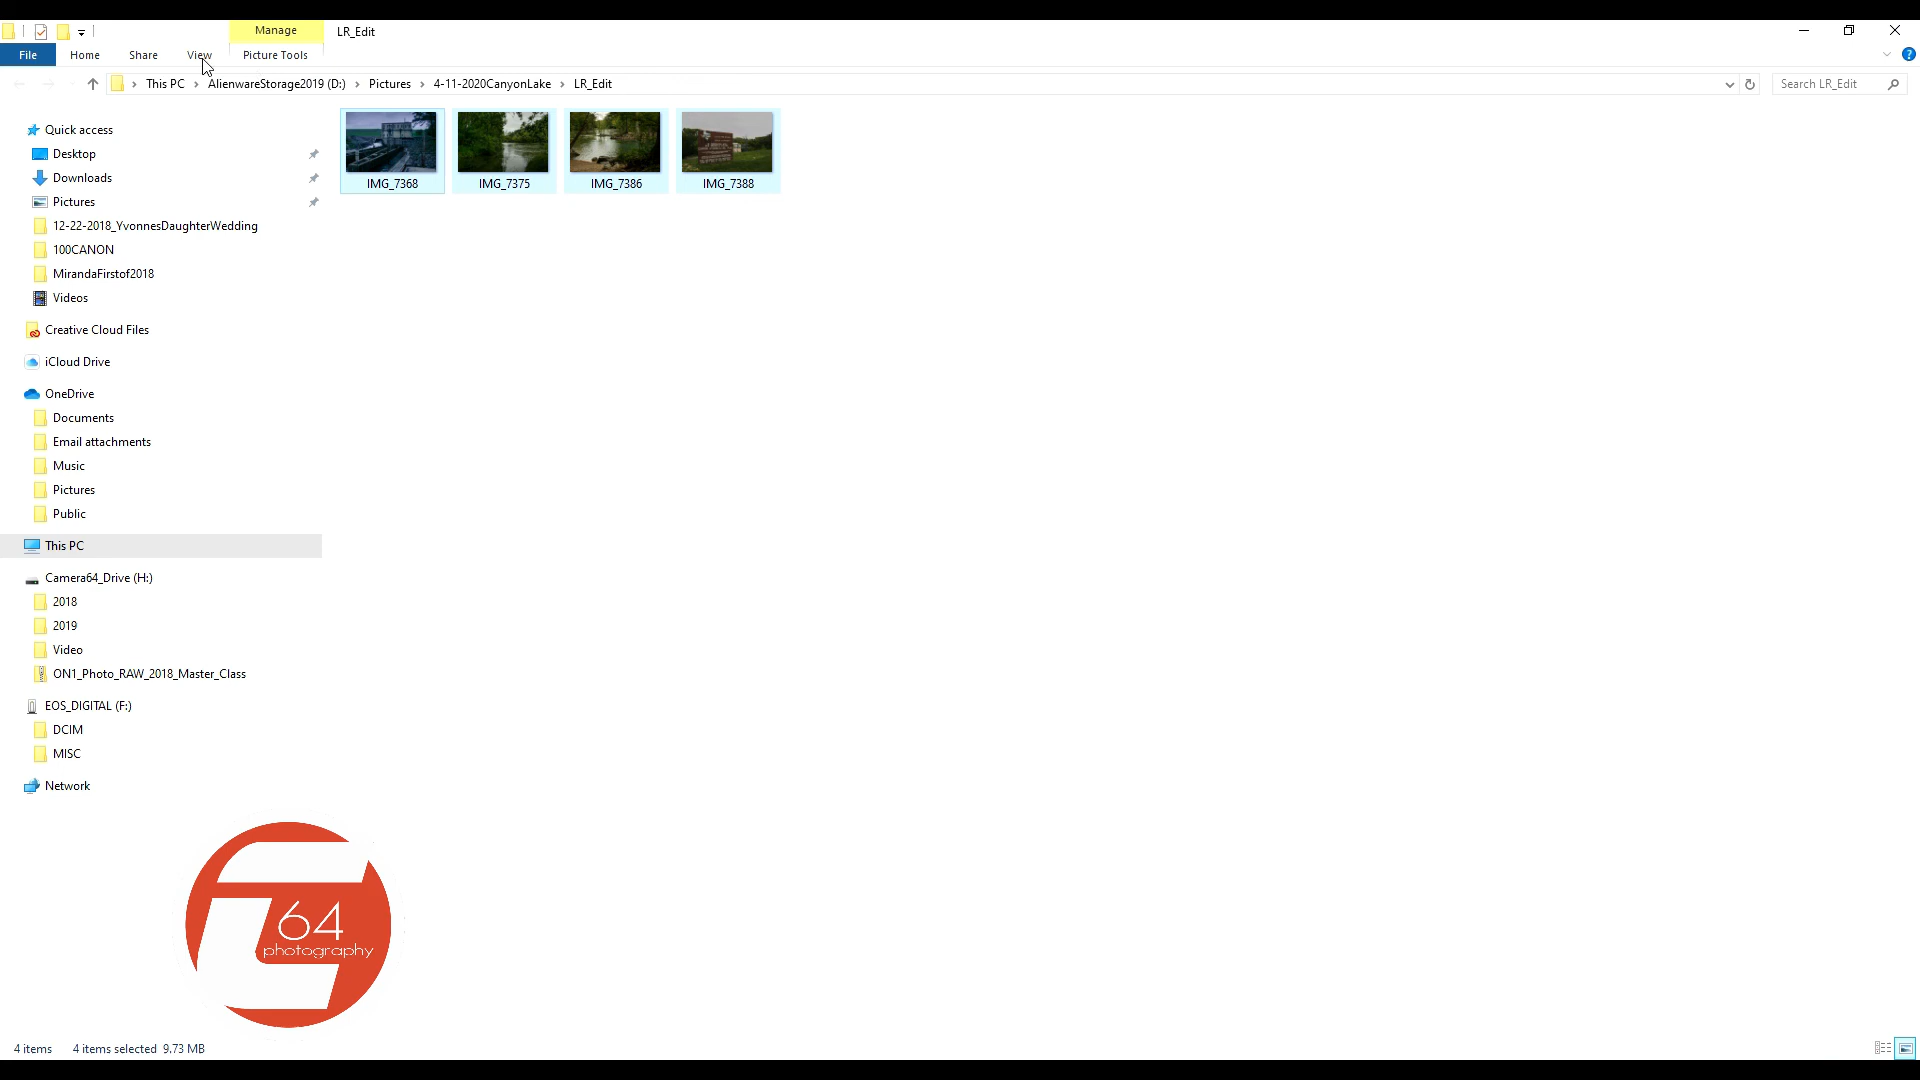 Manage
LR_Edit
File
Home
Share
View
Picture Tools
This PC
AlienwareStorage2019 (D:)
Pictures
4-11-2020CanyonLake
LR_Edit
Search LR_Edit
Quick access
Desktop
Downloads
Pictures
12-22-2018_YvonnesDaughterWedding
100CANON
MirandaFirstof2018
Videos
Creative Cloud Files
iCloud Drive
OneDrive
Documents
Email attachments
Music
Pictures
Public
This PC
Camera64_Drive (H:)
2018
2019
Video
ON1_Photo_RAW_2018_Master_Class
EOS_DIGITAL (F:)
DCIM
MISC
Network
IMG_7368
IMG_7375
IMG_7386
IMG_7388
64
photography
4 items
4 items selected 9.73 MB